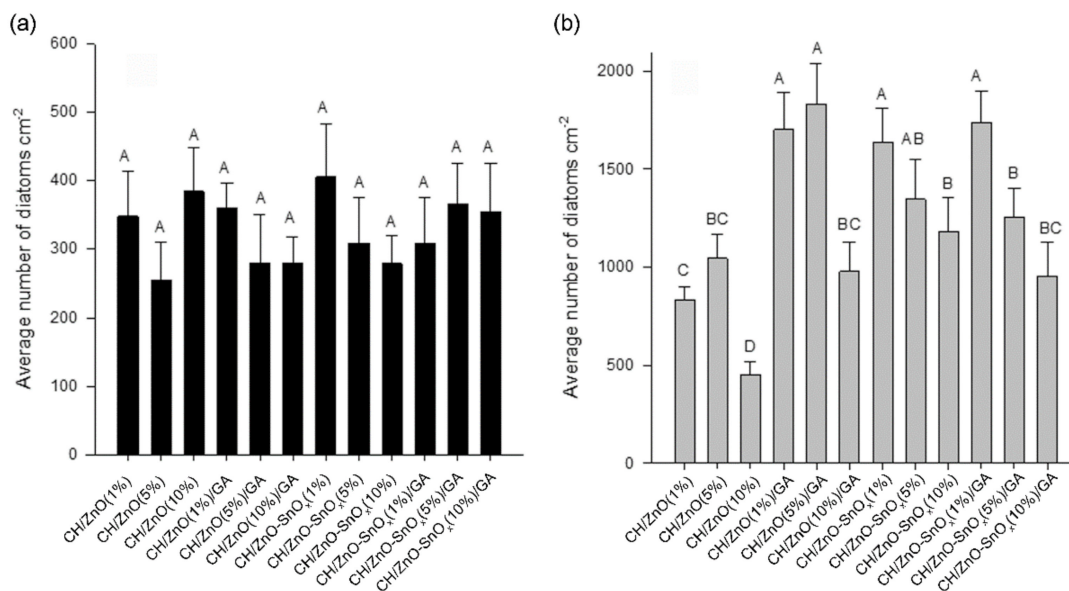 (a)
600
500
400
300
200
100
0
Average number of diatoms cm-2
A
A
A
A
A
A
A
A
A
A
A
A
CH/ZnO(1%)
CH/ZnO(5%)
CH/ZnO(10%)
CH/ZnO(1%)/GA
CH/ZnO(5%)/GA
CH/ZnO(10%)/GA
CH/ZnO-SnOx(1%)
CH/ZnO-SnOx(5%)
CH/ZnO-SnOx(10%)
CH/ZnO-SnOx(1%)/GA
CH/ZnO-SnOx(5%)/GA
CH/ZnO-SnOx(10%)/GA
(b)
2000
1500
1000
500
0
Average number of diatoms cm-2
C
BC
D
A
A
BC
A
AB
B
A
B
BC
CH/ZnO(1%)
CH/ZnO(5%)
CH/ZnO(10%)
CH/ZnO(1%)/GA
CH/ZnO(5%)/GA
CH/ZnO(10%)/GA
CH/ZnO-SnOx(1%)
CH/ZnO-SnOx(5%)
CH/ZnO-SnOx(10%)
CH/ZnO-SnOx(1%)/GA
CH/ZnO-SnOx(5%)/GA
CH/ZnO-SnOx(10%)/GA